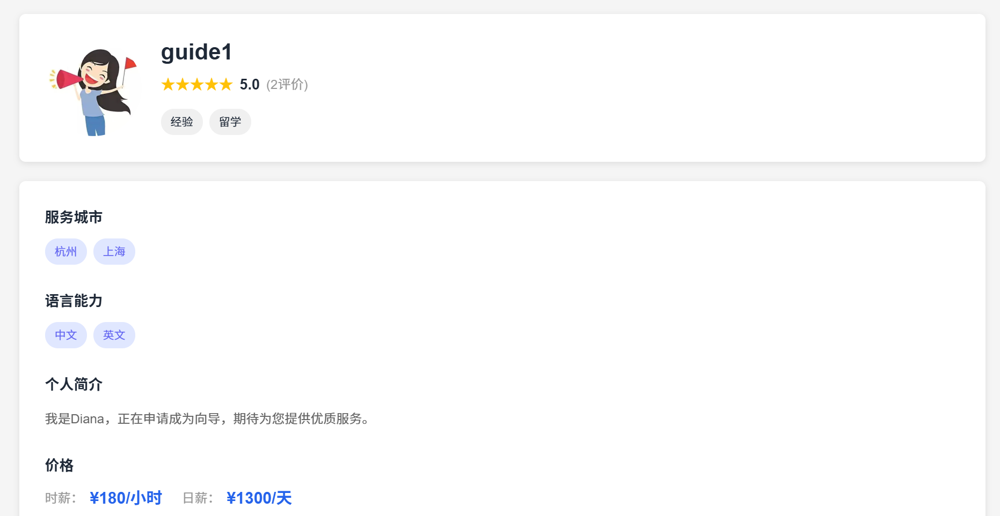 guide1
★★★★★ 5.0 (2评价)
经验 留学
服务城市
杭州 上海
语言能力
中文 英文
个人简介
我是Diana，正在申请成为向导，期待为您提供优质服务。
价格
时薪： ¥180/小时 日薪： ¥1300/天